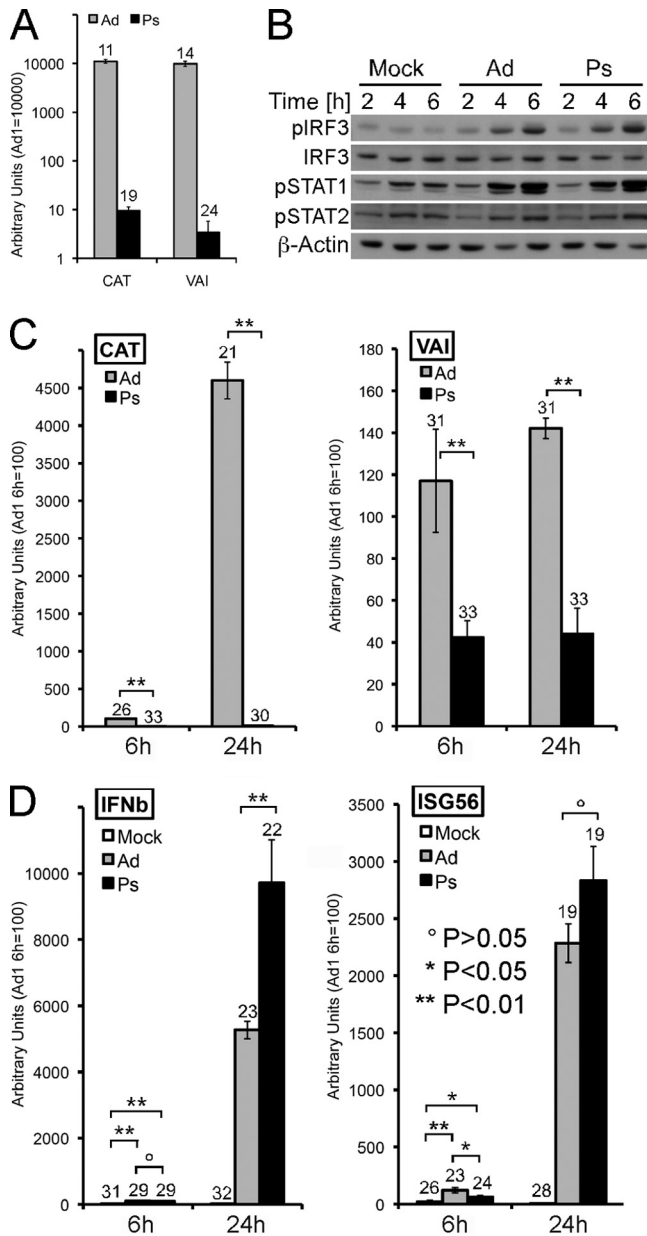 A
Ad Ps
Arbitrary Units (Ad1=10000)
10000
1000
100
10
1
11
19
14
24
CAT VAI
B
Mock Ad Ps
Time [h] 2 4 6 2 4 6 2 4 6
pIRF3
IRF3
pSTAT1
pSTAT2
β-Actin
C
CAT
Ad
Ps
Arbitrary Units (Ad1 6h=100)
4500
4000
3500
3000
2500
2000
1500
1000
500
0
**
26 33
**
21
30
6h 24h
VAI
Ad
Ps
Arbitrary Units (Ad1 6h=100)
180
160
140
120
100
80
60
40
20
0
31
**
33
31
**
33
6h 24h
D
IFNb
Mock
Ad
Ps
Arbitrary Units (Ad1 6h=100)
10000
8000
6000
4000
2000
0
**
**
°
31 29 29
**
22
23
32
6h 24h
ISG56
Mock
Ad
Ps
Arbitrary Units (Ad1 6h=100)
3500
3000
2500
2000
1500
1000
500
0
° P>0.05
* P<0.05
** P<0.01
*
**
*
26 23 24
°
19
19
28
6h 24h